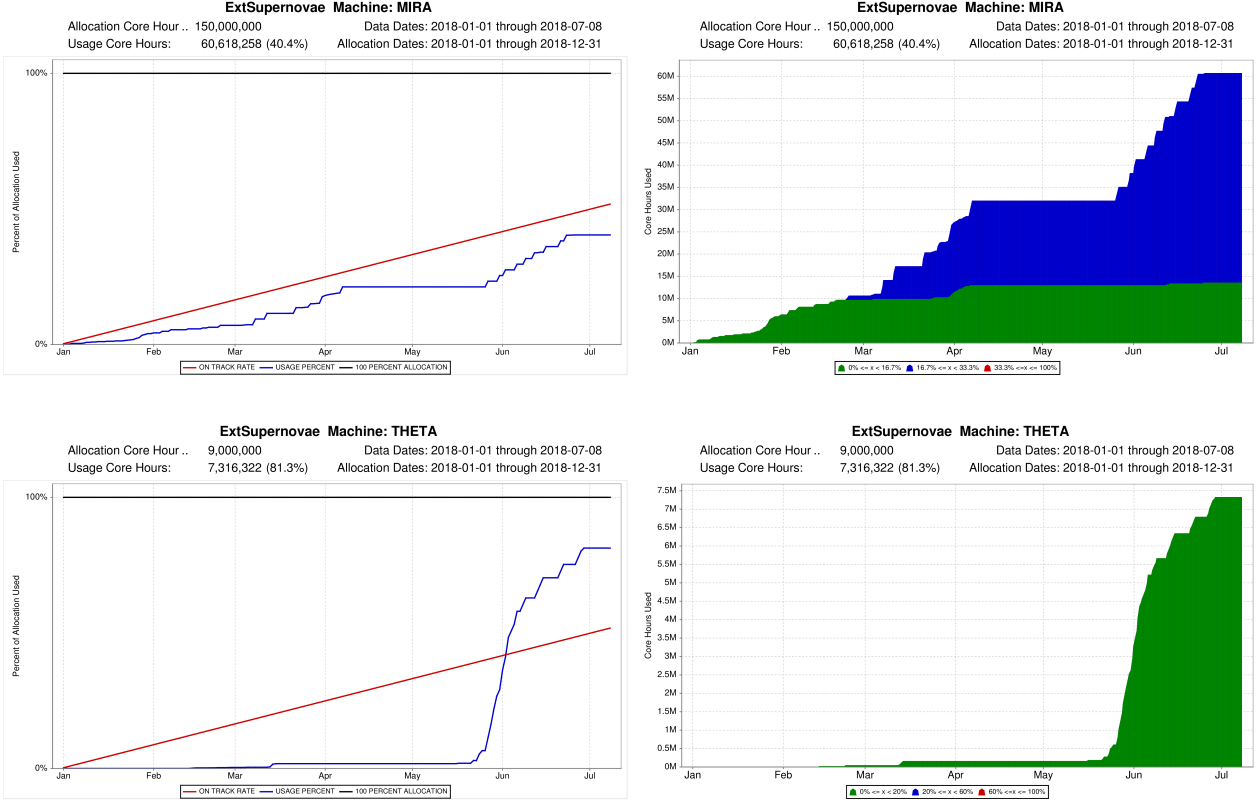 ExtSupernovae Machine: MIRA
Allocation Core Hour .. 150,000,000 Data Dates: 2018-01-01 through 2018-07-08
Usage Core Hours: 60,618,258 (40.4%) Allocation Dates: 2018-01-01 through 2018-12-31
100%
Percent of Allocation Used
0%
Jan Feb Mar Apr May Jun Jul
ON TRACK RATE USAGE PERCENT 100 PERCENT ALLOCATION
ExtSupernovae Machine: MIRA
Allocation Core Hour .. 150,000,000 Data Dates: 2018-01-01 through 2018-07-08
Usage Core Hours: 60,618,258 (40.4%) Allocation Dates: 2018-01-01 through 2018-12-31
60M
55M
50M
45M
40M
35M
30M
25M
20M
15M
10M
5M
0M
Core Hours Used
Jan Feb Mar Apr May Jun Jul
0% <= x < 16.7% 16.7% <= x < 33.3% 33.3% <=x <= 100%
ExtSupernovae Machine: THETA
Allocation Core Hour .. 9,000,000 Data Dates: 2018-01-01 through 2018-07-08
Usage Core Hours: 7,316,322 (81.3%) Allocation Dates: 2018-01-01 through 2018-12-31
100%
Percent of Allocation Used
0%
Jan Feb Mar Apr May Jun Jul
ON TRACK RATE USAGE PERCENT 100 PERCENT ALLOCATION
ExtSupernovae Machine: THETA
Allocation Core Hour .. 9,000,000 Data Dates: 2018-01-01 through 2018-07-08
Usage Core Hours: 7,316,322 (81.3%) Allocation Dates: 2018-01-01 through 2018-12-31
7.5M
7M
6.5M
6M
5.5M
5M
4.5M
4M
3.5M
3M
2.5M
2M
1.5M
1M
0.5M
0M
Core Hours Used
Jan Feb Mar Apr May Jun Jul
0% <= x < 20% 20% <= x < 60% 60% <=x <= 100%